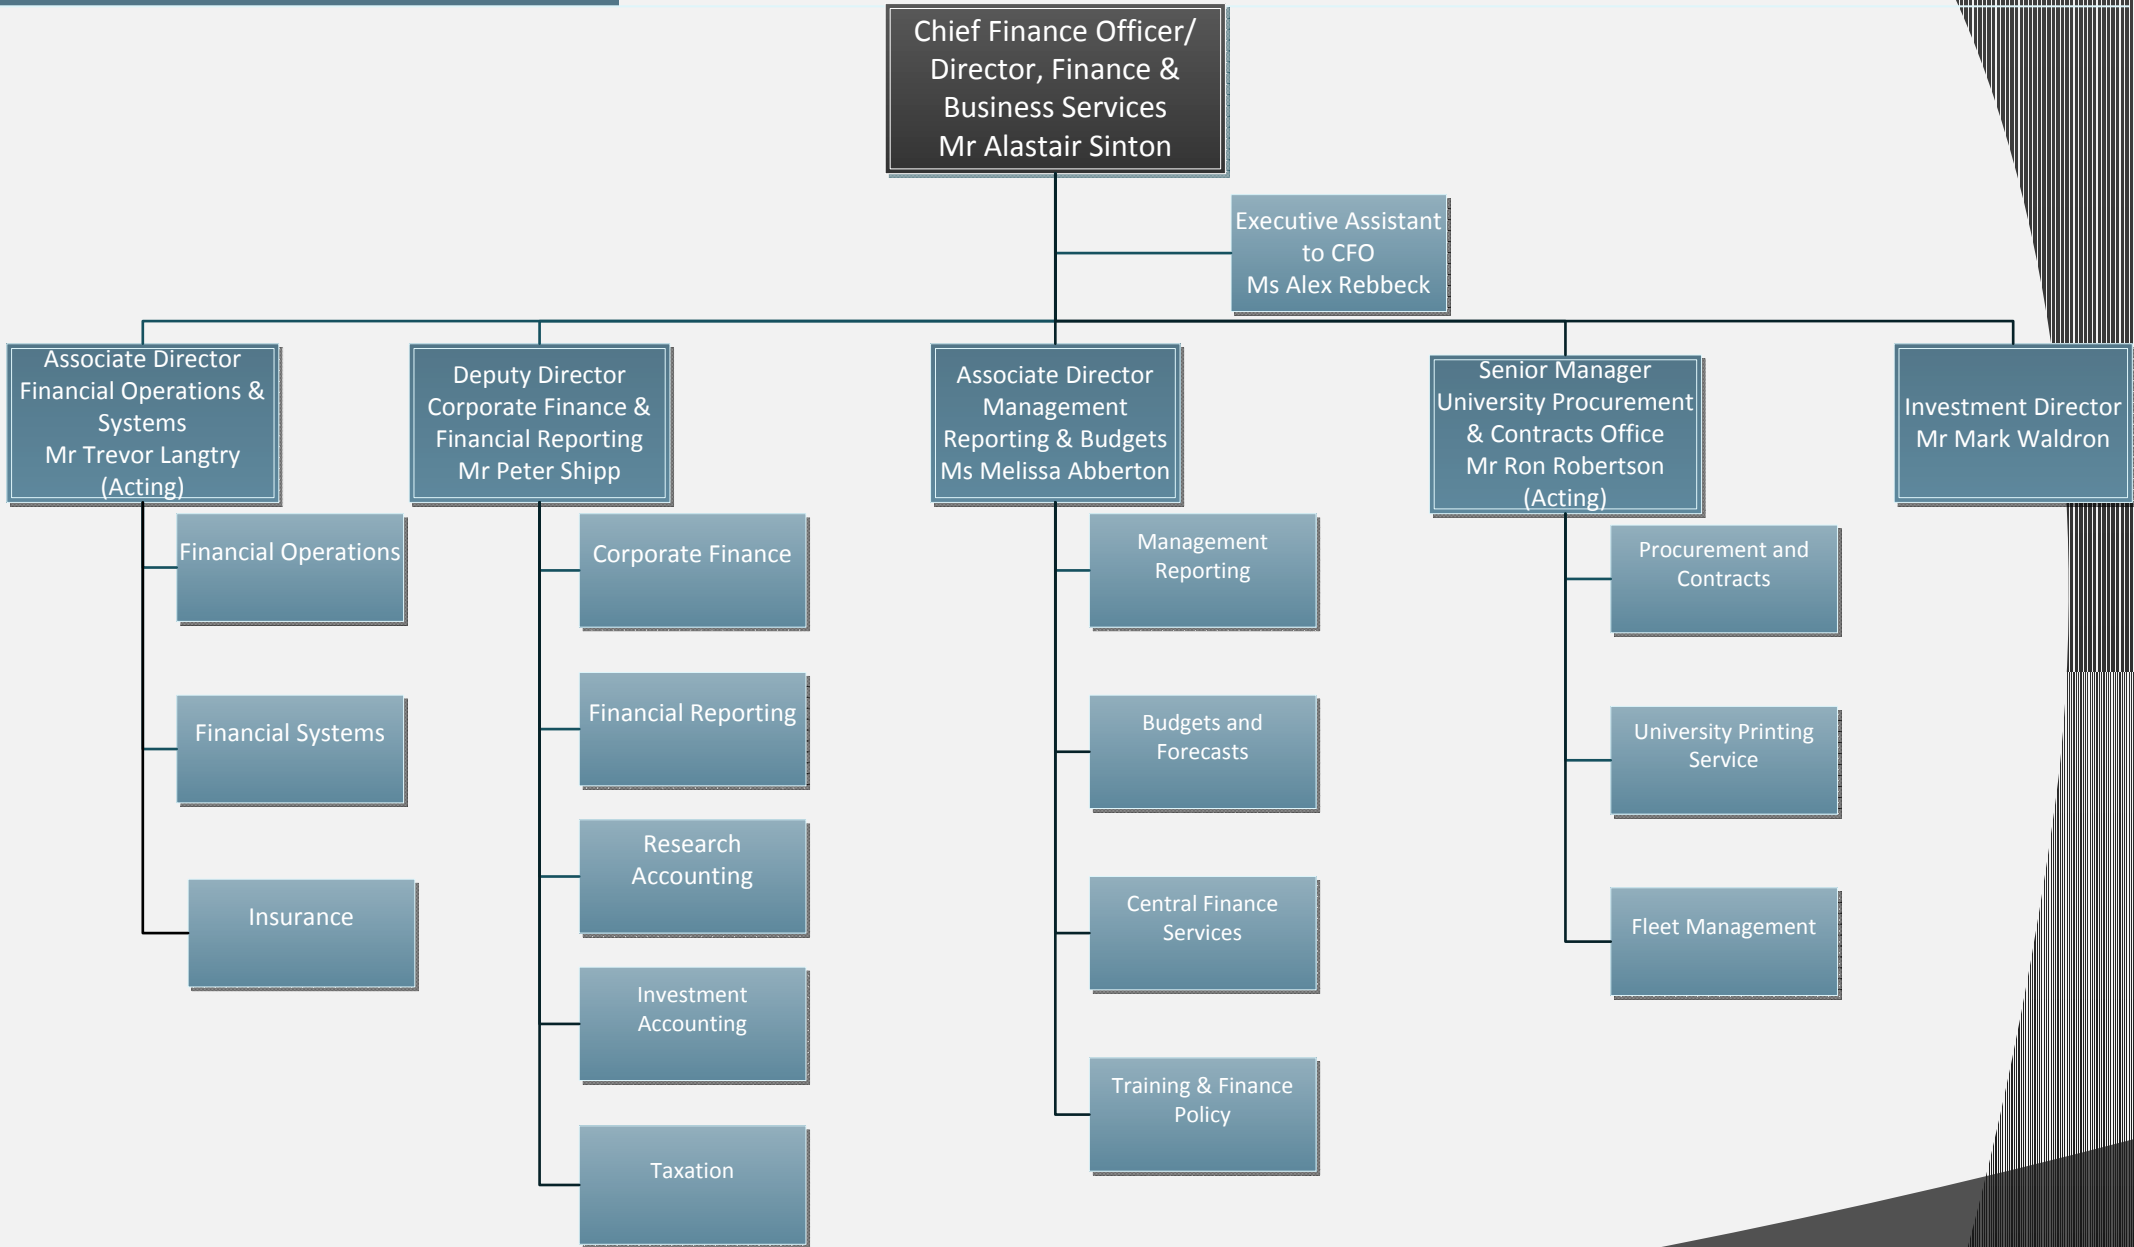 Chief Finance Officer/
Director, Finance &
Business Services
Mr Alastair Sinton
Executive Assistant
to CFO
Ms Alex Rebbeck
Associate Director
Financial Operations &
Systems
Mr Trevor Langtry
(Acting)
Deputy Director
Corporate Finance &
Financial Reporting
Mr Peter Shipp
Associate Director
Management
Reporting & Budgets
Ms Melissa Abberton
Senior Manager
University Procurement
& Contracts Office
Mr Ron Robertson
(Acting)
Investment Director
Mr Mark Waldron
Financial Operations
Financial Systems
Insurance
Corporate Finance
Financial Reporting
Research
Accounting
Investment
Accounting
Taxation
Management
Reporting
Budgets and
Forecasts
Central Finance
Services
Training & Finance
Policy
Procurement and
Contracts
University Printing
Service
Fleet Management